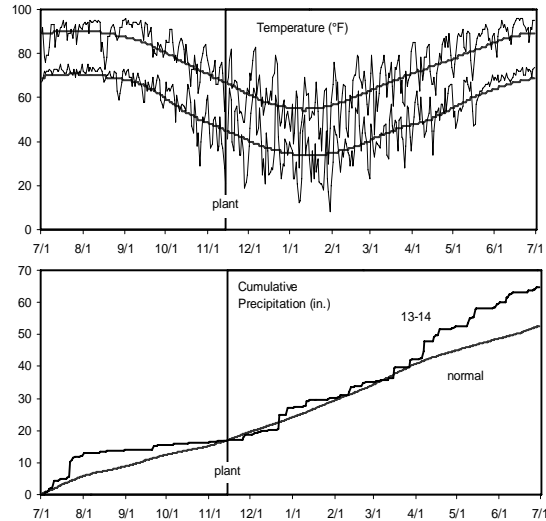 Temperature (°F)
100
80
60
40
20
0
plant
7/1 8/1 9/1 10/1 11/1 12/1 1/1 2/1 3/1 4/1 5/1 6/1 7/1
70
60
50
40
30
20
10
0
Cumulative
Precipitation (in.)
13-14
normal
plant
7/1 8/1 9/1 10/1 11/1 12/1 1/1 2/1 3/1 4/1 5/1 6/1 7/1